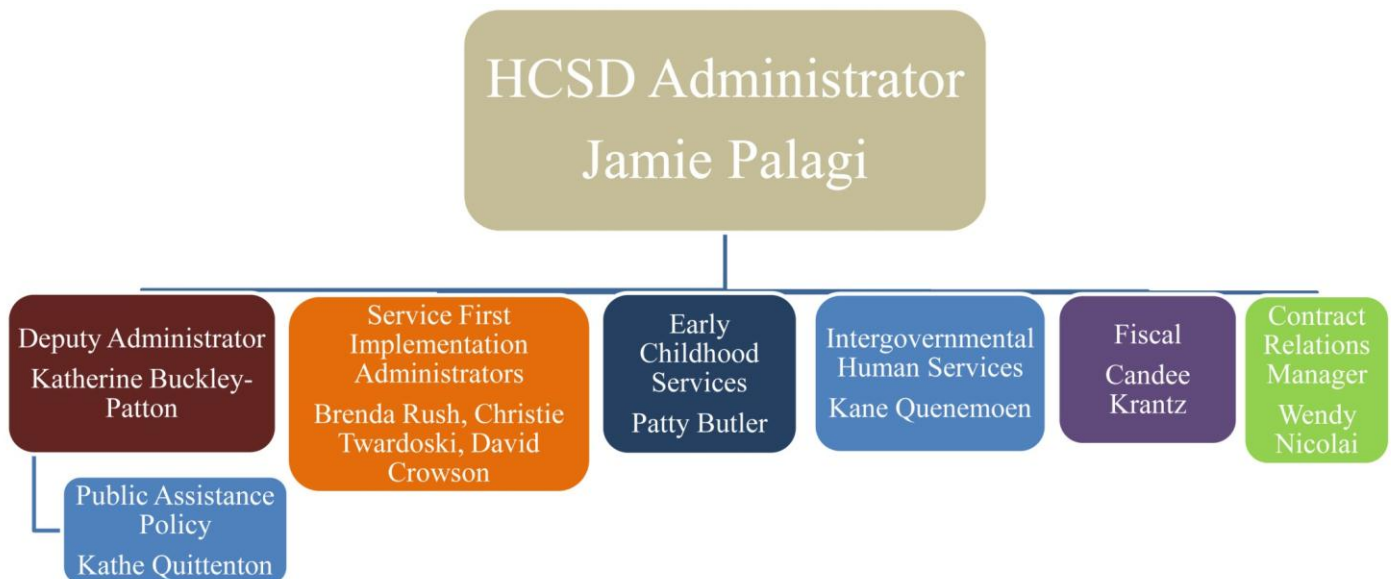 HCSD Administrator
Jamie Palagi
Deputy Administrator
Katherine Buckley-
Patton
Service First
Implementation
Administrators
Brenda Rush, Christie
Twardoski, David
Crowson
Early
Childhood
Services
Patty Butler
Intergovernmental
Human Services
Kane Quenemoen
Fiscal
Candee
Krantz
Contract
Relations
Manager
Wendy
Nicolai
Public Assistance
Policy
Kathe Quittenton